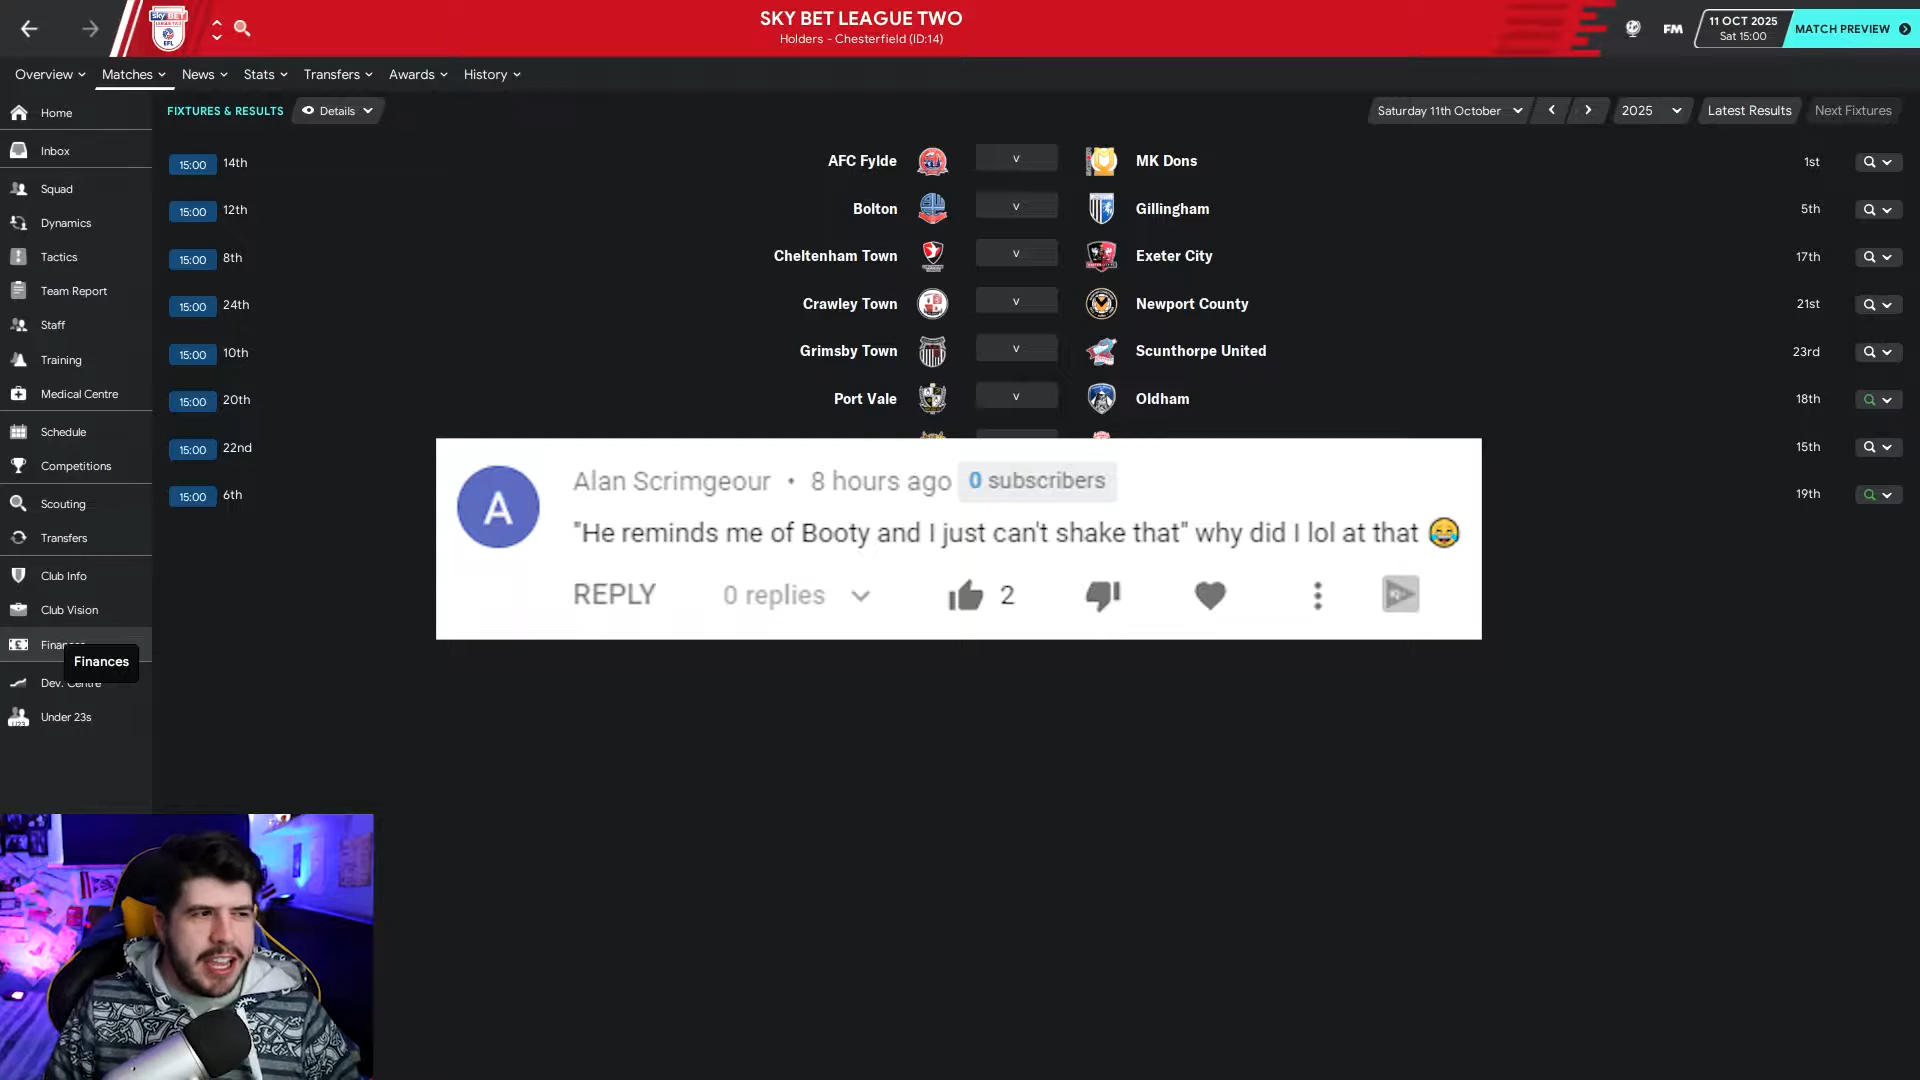 SKY BET LEAGUE TWO
Holders - Chesterfield (ID:14)
FM
11 OCT 2025
Sat 15:00
MATCH PREVIEW
Overview Matches News Stats Transfers Awards History
FIXTURES & RESULTS Details
Saturday 11th October 2025 Latest Results Next Fixtures
Home
Inbox
Squad
Dynamics
Tactics
Team Report
Staff
Training
Medical Centre
Schedule
Competitions
Scouting
Transfers
Club Info
Club Vision
Finances
Finances
Dev. Centre
Under 23s
15:00 14th AFC Fylde v MK Dons 1st
15:00 12th Bolton v Gillingham 5th
15:00 8th Cheltenham Town v Exeter City 17th
15:00 24th Crawley Town v Newport County 21st
15:00 10th Grimsby Town v Scunthorpe United 23rd
15:00 20th Port Vale v Oldham 18th
15:00 22nd 15th
15:00 6th 19th
A
Alan Scrimgeour • 8 hours ago 0 subscribers
"He reminds me of Booty and I just can't shake that" why did I lol at that 😂
REPLY 0 replies 2